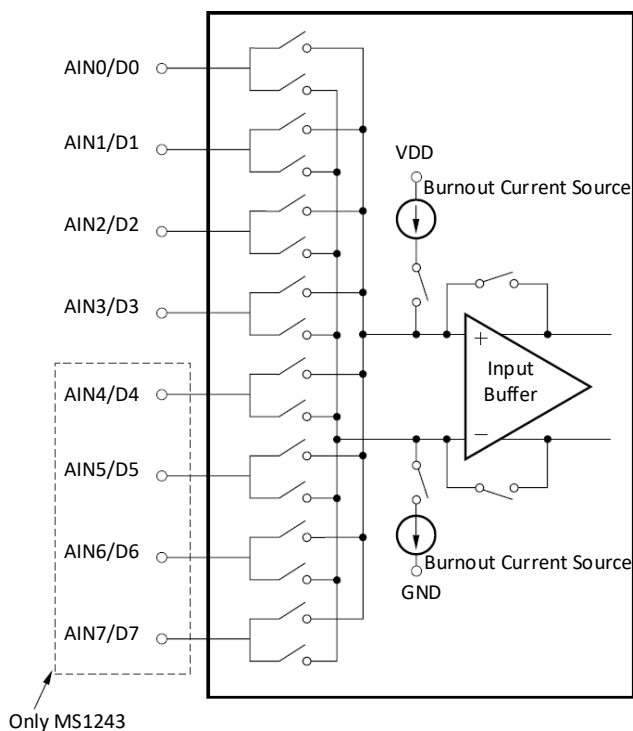 AIN0/D0
AIN1/D1
AIN2/D2
AIN3/D3
AIN4/D4
AIN5/D5
AIN6/D6
AIN7/D7
Only MS1243
VDD
Burnout Current Source
+
Input
Buffer
−
Burnout Current Source
GND